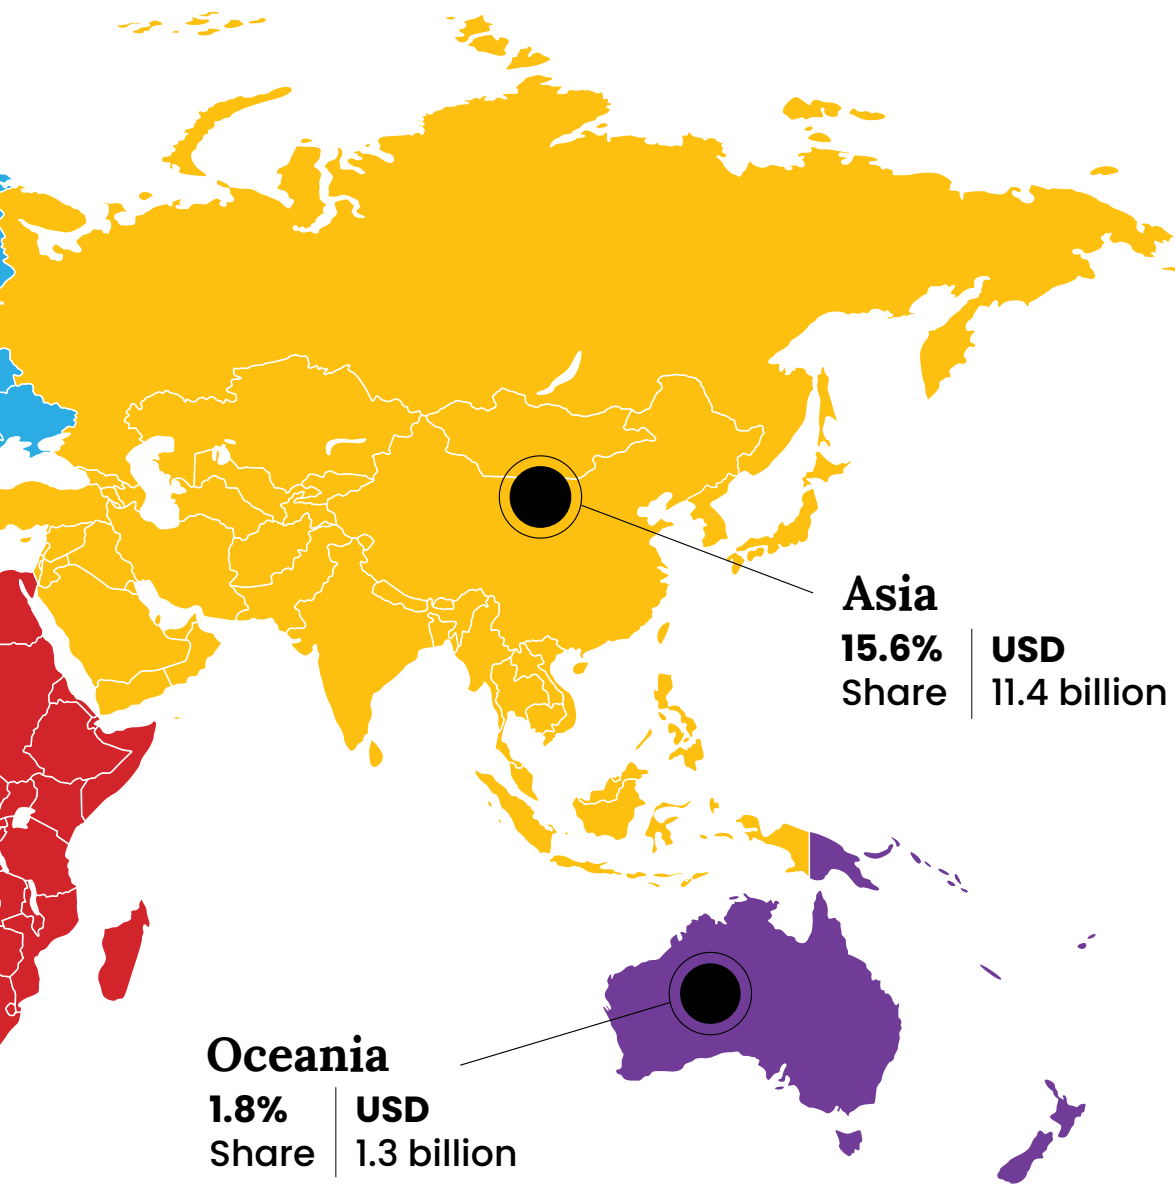 Asia
15.6%
Share
USD
11.4 billion
Oceania
1.8%
Share
USD
1.3 billion